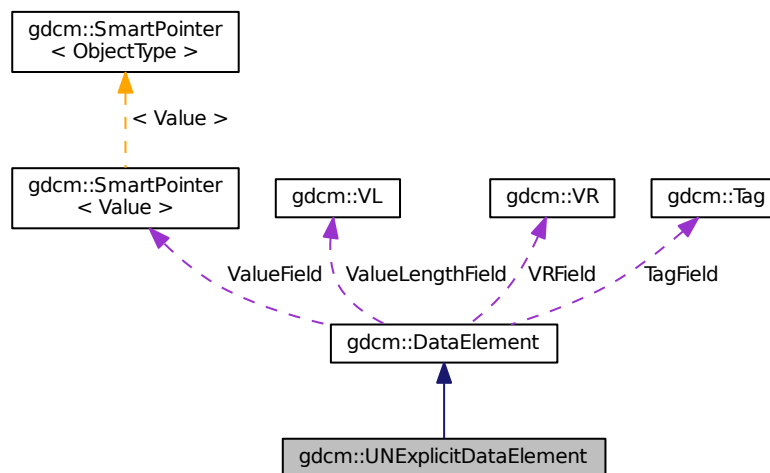 gdcm::SmartPointer
< ObjectType >
< Value >
gdcm::SmartPointer
< Value >
gdcm::VL
gdcm::VR
gdcm::Tag
ValueField
ValueLengthField
VRField
TagField
gdcm::DataElement
gdcm::UNExplicitDataElement